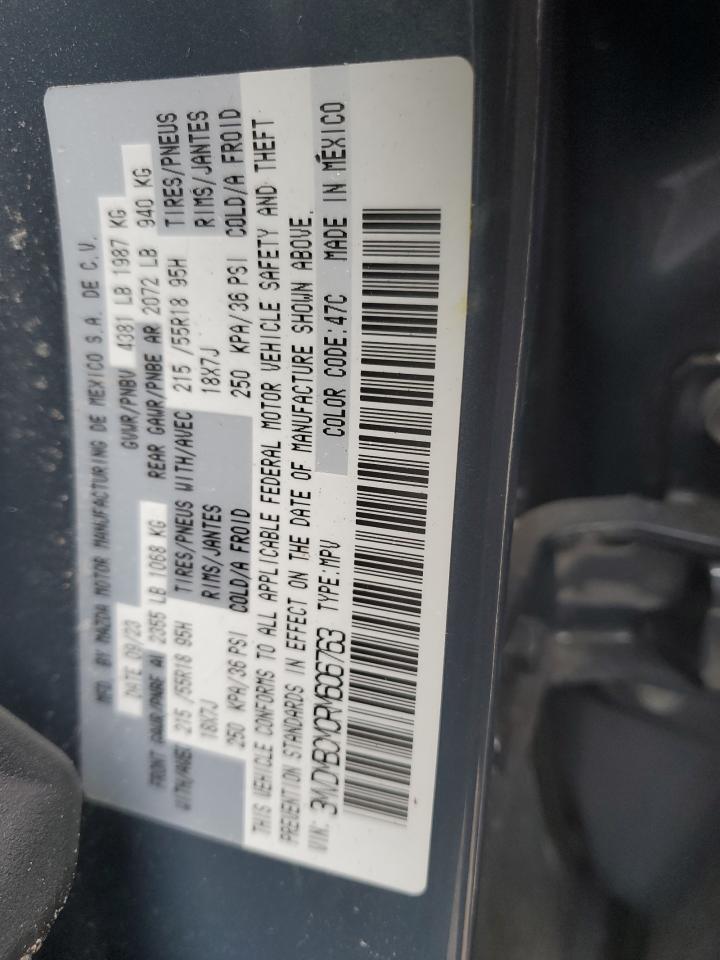 MFG. BY MAZDA MOTOR MANUFACTURING DE MEXICO S.A. DE C.V.
DATE 09/23 GVWR/PNBV 4381 LB 1987 KG
FRONT GAWR/PNBE AV 2355 LB 1068 KG REAR GAWR/PNBE AR 2072 LB 940 KG
WITH/AVEC 215 /55R18 95H TIRES/PNEUS WITH/AVEC 215 /55R18 95H TIRES/PNEUS
18X7J RIMS/JANTES 18X7J RIMS/JANTES
250 KPA/36 PSI COLD/A FROID 250 KPA/36 PSI COLD/A FROID
THIS VEHICLE CONFORMS TO ALL APPLICABLE FEDERAL MOTOR VEHICLE SAFETY AND THEFT
PREVENTION STANDARDS IN EFFECT ON THE DATE OF MANUFACTURE SHOWN ABOVE.
VIN: 3MVDMBCM0RM606763 TYPE:MPV COLOR CODE:47C MADE IN MEXICO